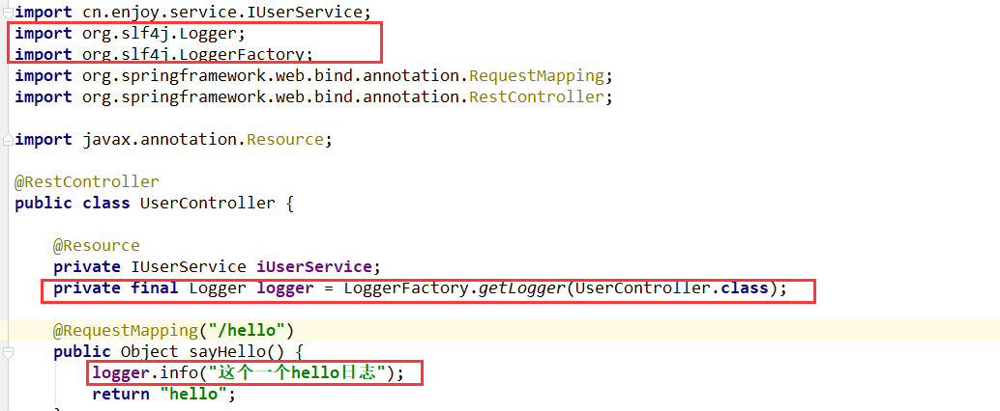 import cn.enjoy.service.IUserService;
import org.slf4j.Logger;
import org.slf4j.LoggerFactory;
import org.springframework.web.bind.annotation.RequestMapping;
import org.springframework.web.bind.annotation.RestController;
import javax.annotation.Resource;
@RestController
public class UserController {
@Resource
private IUserService iUserService;
private final Logger logger = LoggerFactory.getLogger(UserController.class);
@RequestMapping("/hello")
public Object sayHello() {
logger.info("这个一个hello日志");
return "hello";